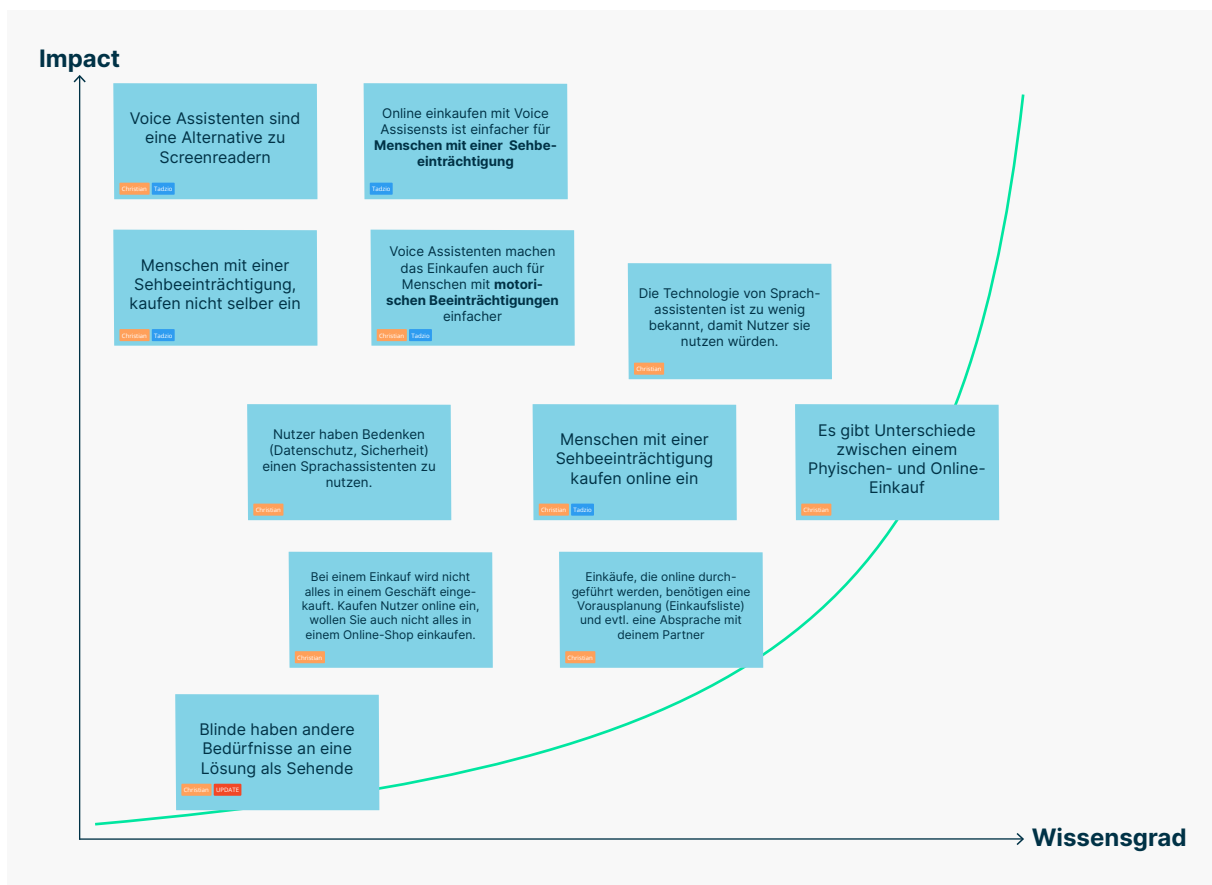 Impact
Voice Assistenten sind
eine Alternative zu
Screenreadern
Christian Tadzio
Online einkaufen mit Voice
Assisensts ist einfacher für
Menschen mit einer Sehbe-
einträchtigung
Tadzio
Menschen mit einer
Sehbeeinträchtigung,
kaufen nicht selber ein
Christian Tadzio
Voice Assistenten machen
das Einkaufen auch für
Menschen mit motori-
schen Beeinträchtigungen
einfacher
Christian Tadzio
Die Technologie von Sprach-
assistenten ist zu wenig
bekannt, damit Nutzer sie
nutzen würden.
Christian
Nutzer haben Bedenken
(Datenschutz, Sicherheit)
einen Sprachassistenten zu
nutzen.
Christian
Menschen mit einer
Sehbeeinträchtigung
kaufen online ein
Christian Tadzio
Es gibt Unterschiede
zwischen einem
Phyischen- und Online-
Einkauf
Christian
Bei einem Einkauf wird nicht
alles in einem Geschäft einge-
kauft. Kaufen Nutzer online ein,
wollen Sie auch nicht alles in
einem Online-Shop einkaufen.
Christian
Einkäufe, die online durch-
geführt werden, benötigen eine
Vorausplanung (Einkaufsliste)
und evtl. eine Absprache mit
deinem Partner
Christian
Blinde haben andere
Bedürfnisse an eine
Lösung als Sehende
Christian UPDATE
Wissensgrad